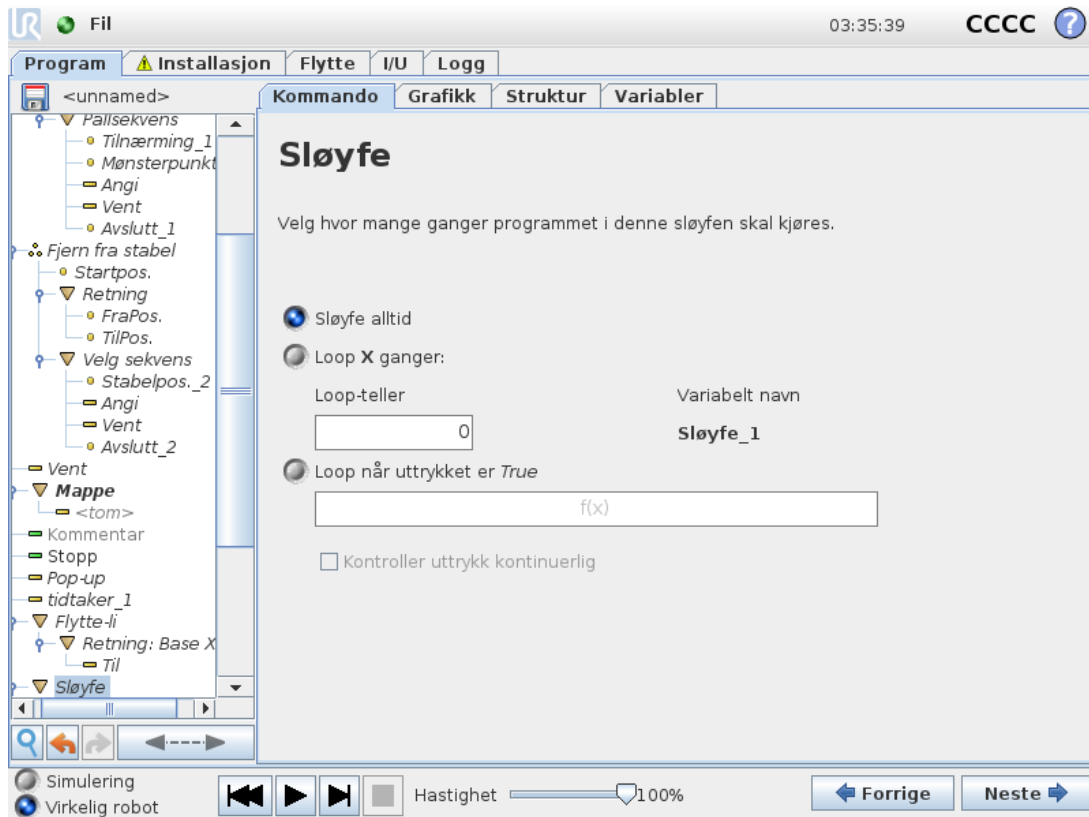 UR Fil 03:35:39 CCCC ?
Program Installasjon Flytte I/U Logg
<unnamed>
Kommando Grafikk Struktur Variabler
Pallsekvens
Tilnærming_1
Mønsterpunkt
Angi
Vent
Avslutt_1
Fjern fra stabel
Startpos.
Retning
FraPos.
TilPos.
Velg sekvens
Stabelpos._2
Angi
Vent
Avslutt_2
Vent
Mappe
<tom>
Kommentar
Stopp
Pop-up
tidtaker_1
Flytte-li
Retning: Base X
Til
Sløyfe
Sløyfe
Velg hvor mange ganger programmet i denne sløyfen skal kjøres.
Sløyfe alltid
Loop X ganger:
Loop-teller Variabelt navn
0 Sløyfe_1
Loop når uttrykket er True
f(x)
Kontroller uttrykk kontinuerlig
Simulering
Virkelig robot
Hastighet 100%
Forrige Neste